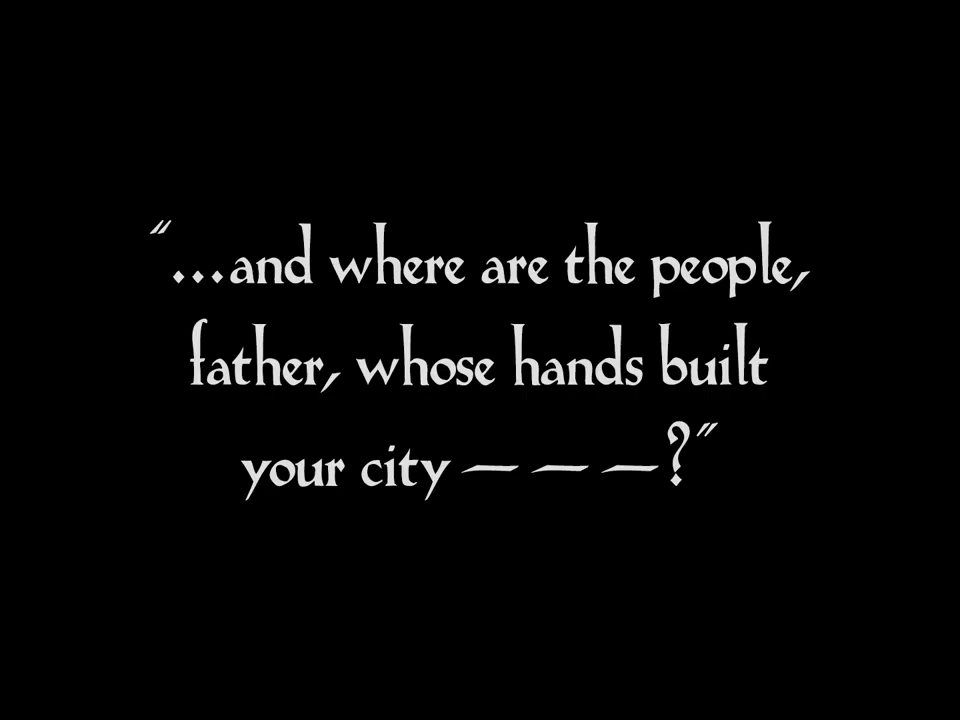 "...and where are the people,
father, whose hands built
your city — — —?"